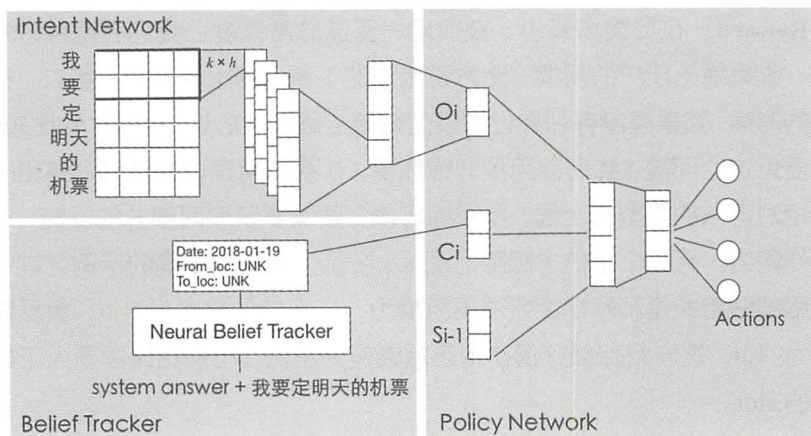 Intent Network
我
要
定
明天
的
机票
k × h
Oi
Date: 2018-01-19
From_loc: UNK
To_loc: UNK
Neural Belief Tracker
system answer + 我要定明天的机票
Belief Tracker
Ci
Si-1
Actions
Policy Network